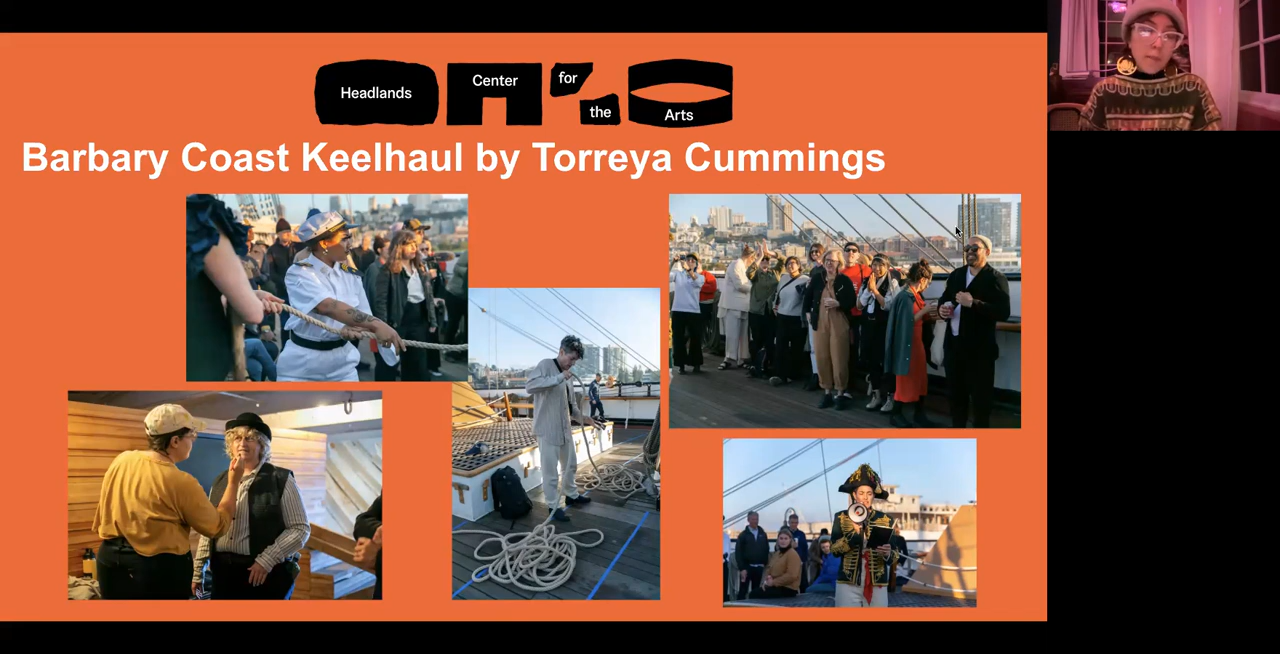 Headlands Center for the Arts
Barbary Coast Keelhaul by Torreya Cummings